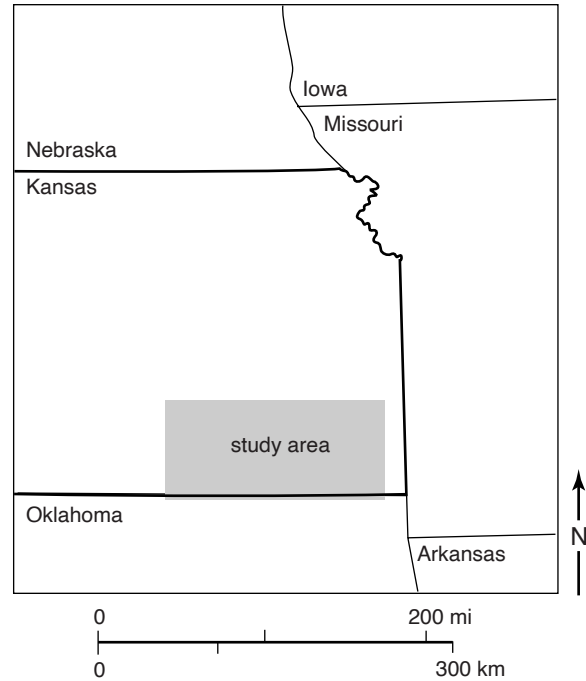 Iowa
Missouri
Nebraska
Kansas
study area
Oklahoma
Arkansas
N
0 200 mi
0 300 km